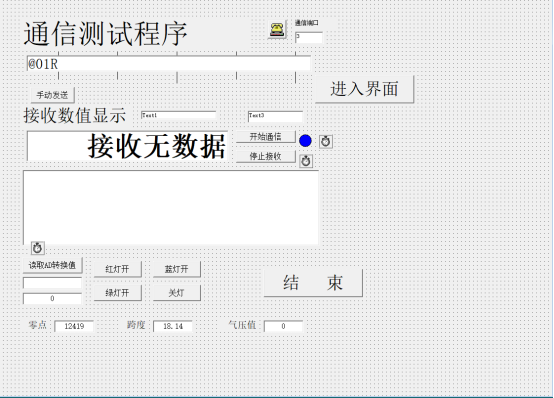 通信测试程序
通信端口
3
@01R
手动发送
进入界面
接收数值显示
Text1
Text3
接收无数据
开始通信
停止接收
读取AD转换值
红灯开
蓝灯开
0
绿灯开
关灯
结 束
零点
12419
跨度
18.14
气压值
0